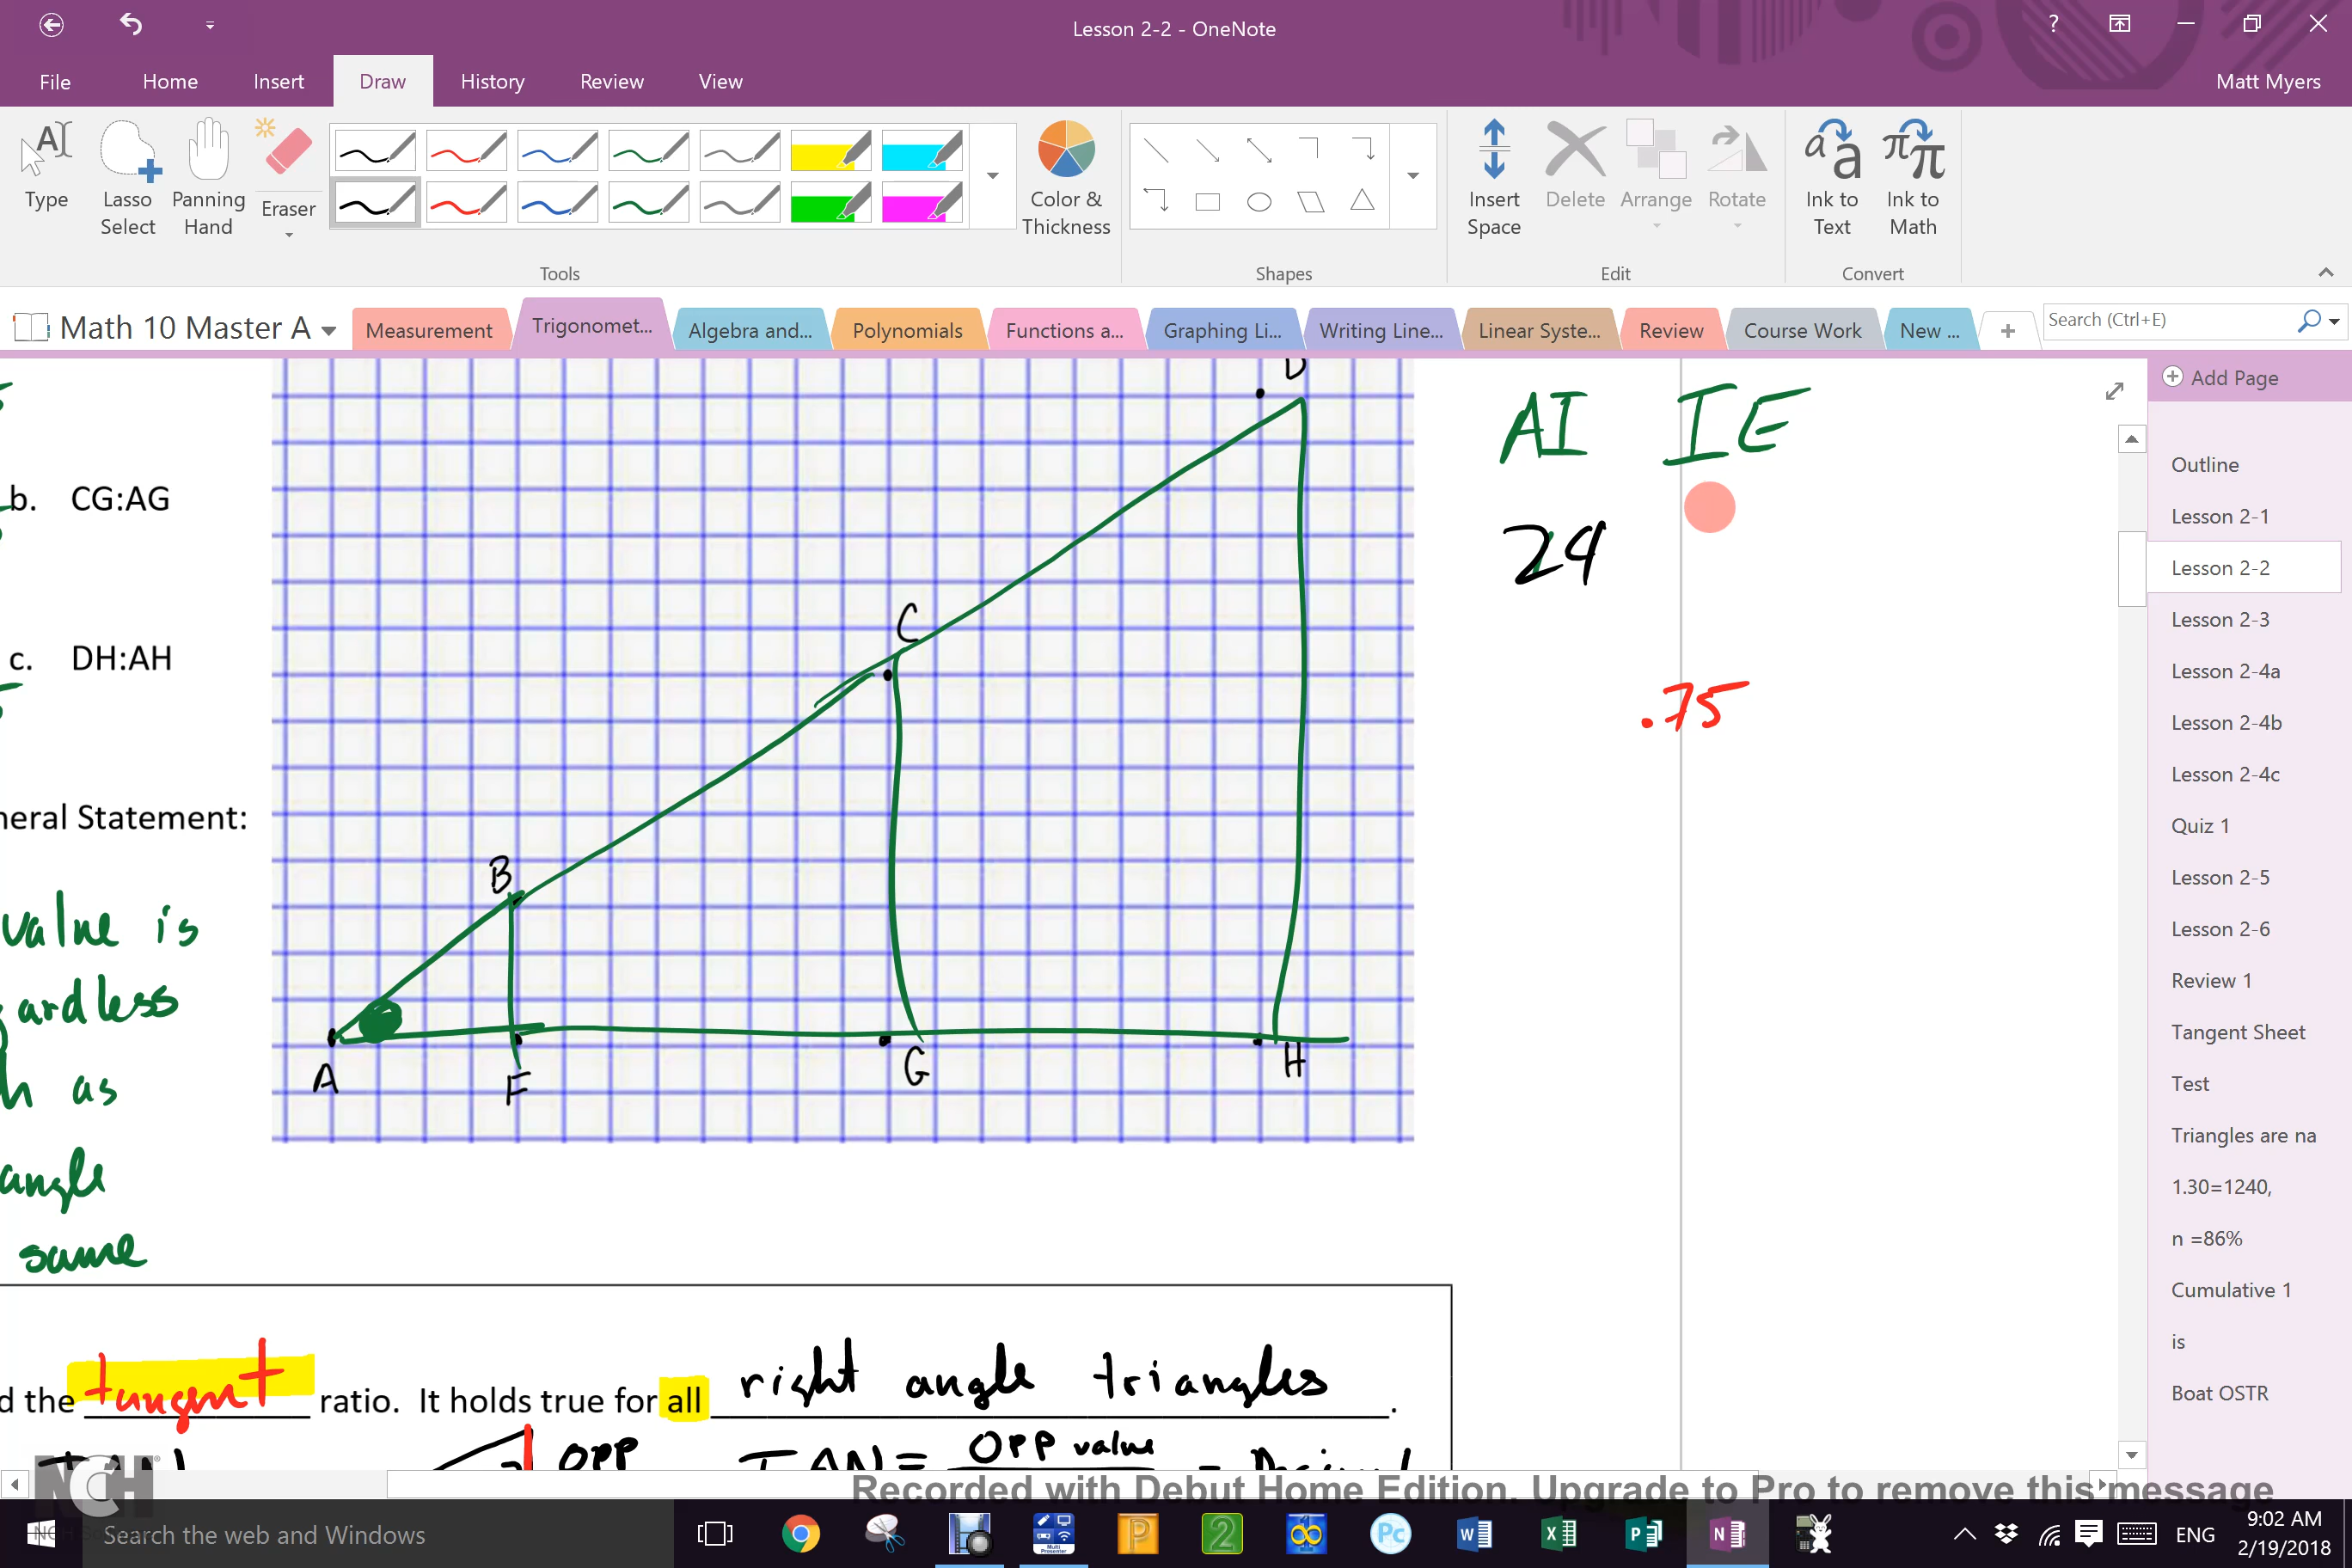 Lesson 2-2 - OneNote
?
File Home Insert Draw History Review View Matt Myers
Type
Lasso Select
Panning Hand
Eraser
Color & Thickness
Insert Space
Delete
Arrange
Rotate
Ink to Text
Ink to Math
Tools Shapes Edit Convert
Math 10 Master A Measurement Trigonomet... Algebra and... Polynomials Functions a... Graphing Li... Writing Line... Linear Syste... Review Course Work New ... Search (Ctrl+E)
Add Page
Outline
Lesson 2-1
Lesson 2-2
Lesson 2-3
Lesson 2-4a
Lesson 2-4b
Lesson 2-4c
Quiz 1
Lesson 2-5
Lesson 2-6
Review 1
Tangent Sheet
Test
Triangles are na
1.30=1240,
n =86%
Cumulative 1
is
Boat OSTR
b. CG:AG
c. DH:AH
neral Statement:
value is
ardless
h as
angle
same
D
C
B
A F G H
AI IE
24
.75
d the tangent ratio. It holds true for all right angle triangles.
OPP TAN = OPP value =
NCH
Recorded with Debut Home Edition. Upgrade to Pro to remove this message
Search the web and Windows
ENG
9:02 AM
2/19/2018